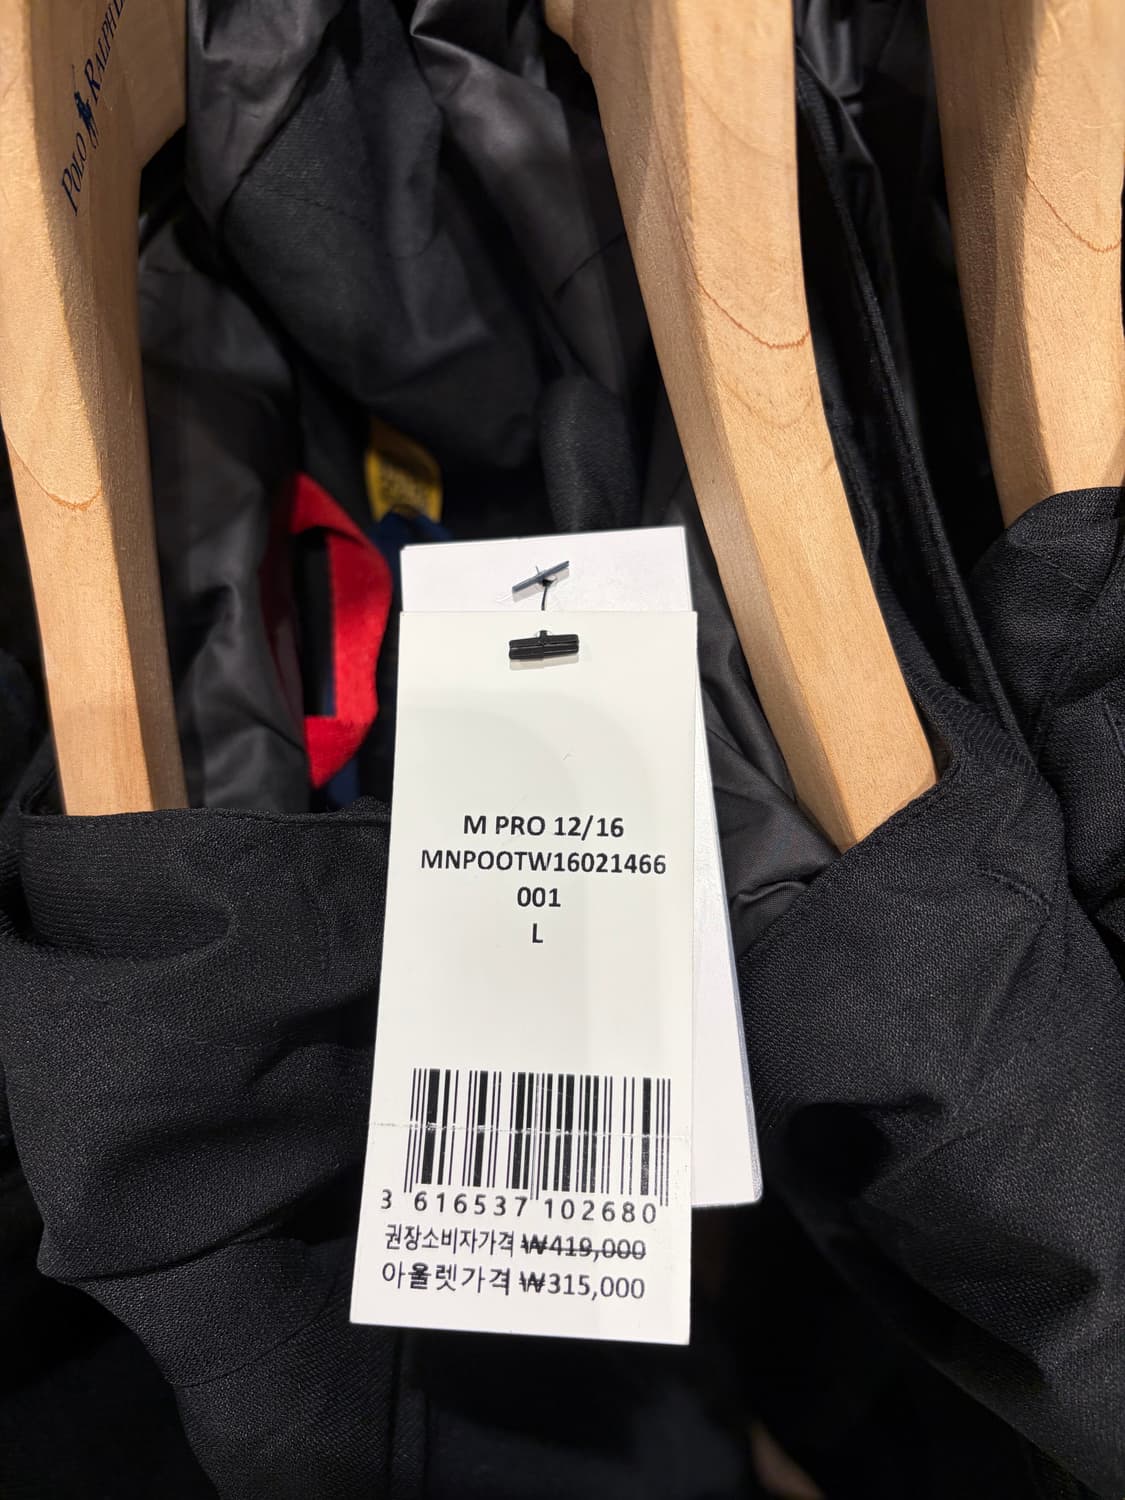 POLO RALPH
M PRO 12/16
MNPOOTW16021466
001
L
3 616537 102680
권장소비자가격 ₩419,000
아울렛가격 ₩315,000